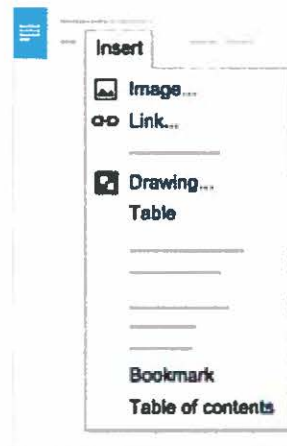 Insert
Image...
Link...
Drawing...
Table
Bookmark
Table of contents